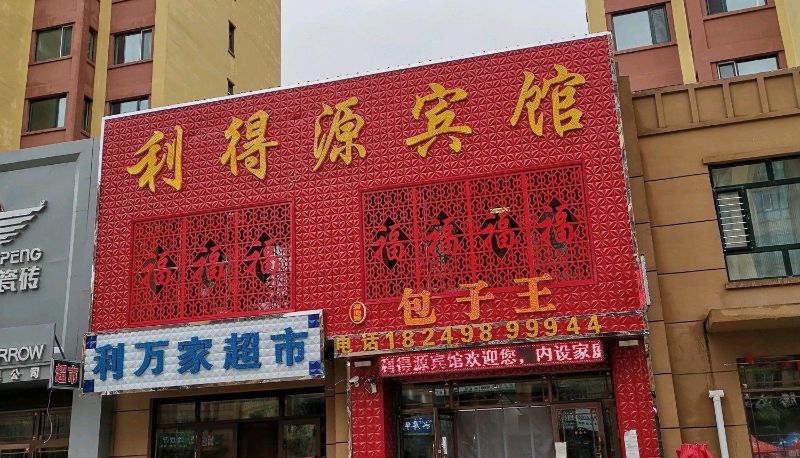 利得源宾馆
福福福
福福福福
包子王
电话18249899944
利得源宾馆欢迎您，内设家庭
利万家超市
PENG
瓷砖
RROW
公司
超市